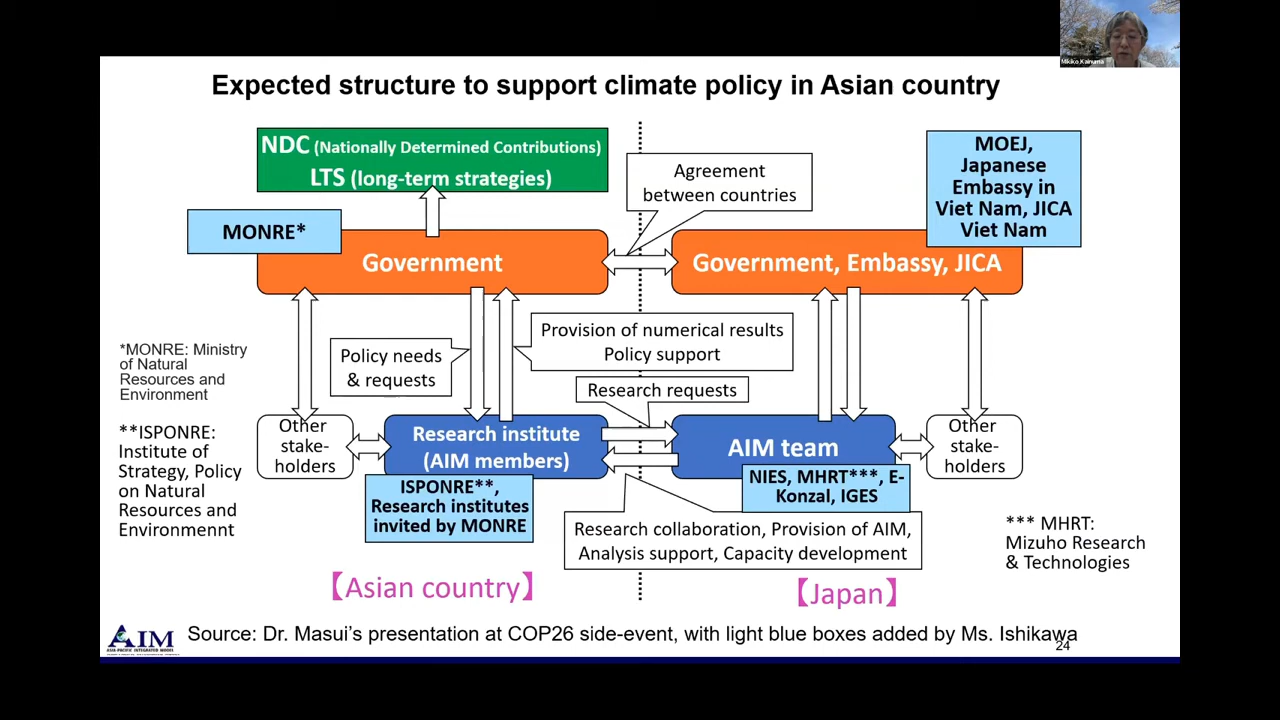 Mikiko Kainuma
Expected structure to support climate policy in Asian country
NDC (Nationally Determined Contributions)
LTS (long-term strategies)
Agreement
between countries
MOEJ,
Japanese
Embassy in
Viet Nam, JICA
Viet Nam
MONRE*
Government
Government, Embassy, JICA
*MONRE: Ministry
of Natural
Resources and
Environment
Policy needs
& requests
Provision of numerical results
Policy support
Research requests
**ISPONRE:
Institute of
Strategy, Policy
on Natural
Resources and
Environmennt
Other
stake-
holders
Research institute
(AIM members)
ISPONRE**,
Research institutes
invited by MONRE
AIM team
NIES, MHRT***, E-
Konzal, IGES
Other
stake-
holders
Research collaboration, Provision of AIM,
Analysis support, Capacity development
*** MHRT:
Mizuho Research
& Technologies
【Asian country】
【Japan】
AIM
Source: Dr. Masui’s presentation at COP26 side-event, with light blue boxes added by Ms. Ishikawa
24